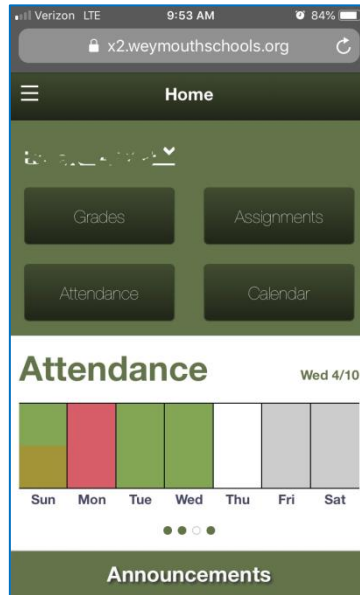 Verizon LTE 9:53 AM 84%
x2.weymouthschools.org
Home
Grades Assignments
Attendance Calendar
Attendance Wed 4/10
Sun Mon Tue Wed Thu Fri Sat
Announcements